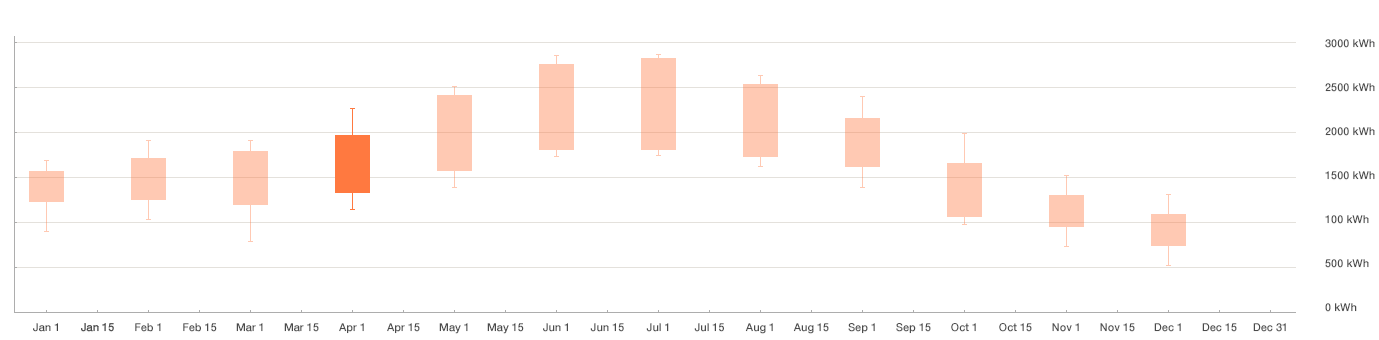 3000 kWh
2500 kWh
2000 kWh
1500 kWh
100 kWh
500 kWh
0 kWh
Jan 1 Jan 15 Feb 1 Feb 15 Mar 1 Mar 15 Apr 1 Apr 15 May 1 May 15 Jun 1 Jun 15 Jul 1 Jul 15 Aug 1 Aug 15 Sep 1 Sep 15 Oct 1 Oct 15 Nov 1 Nov 15 Dec 1 Dec 15 Dec 31